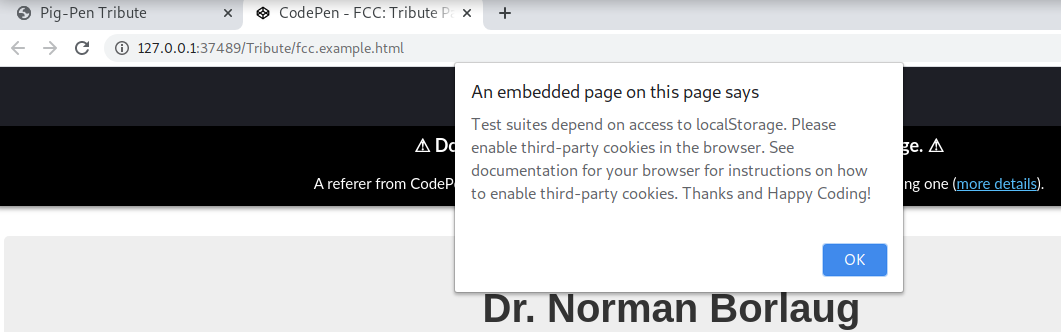 Pig-Pen Tribute
CodePen - FCC: Tribute P
127.0.0.1:37489/Tribute/fcc.example.html
An embedded page on this page says
Test suites depend on access to localStorage. Please
enable third-party cookies in the browser. See
documentation for your browser for instructions on how
to enable third-party cookies. Thanks and Happy Coding!
OK
⚠ Do ge. ⚠
A referer from CodeP ng one (more details).
Dr. Norman Borlaug